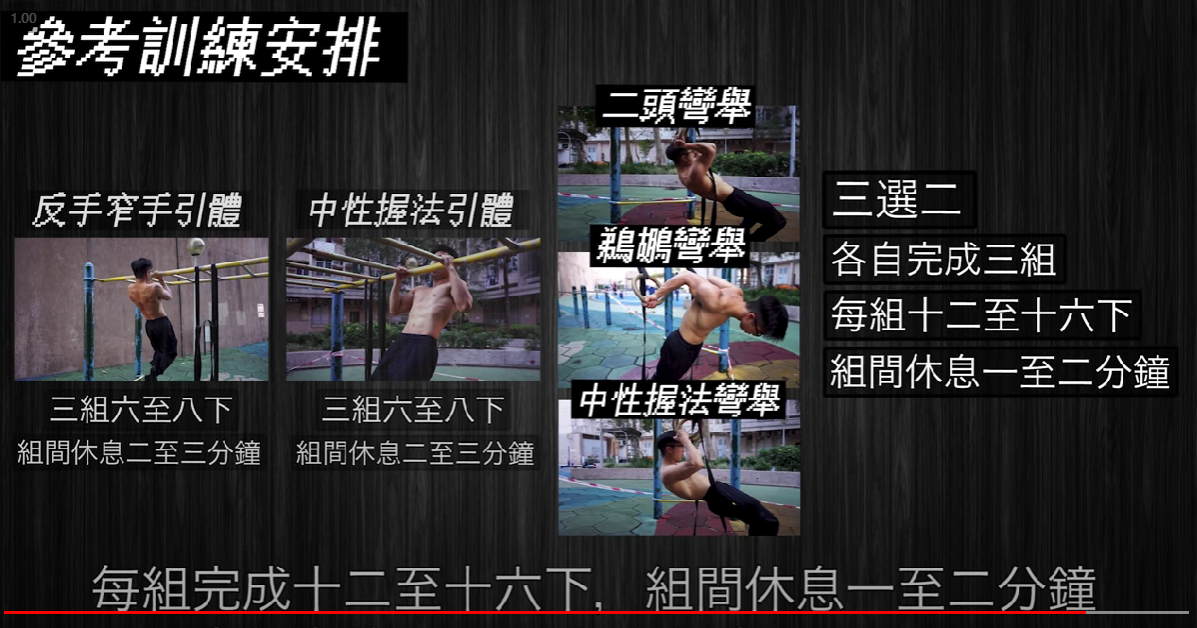 1.00
參考訓練安排
反手窄手引體
三組六至八下
組間休息二至三分鐘
中性握法引體
三組六至八下
組間休息二至三分鐘
二頭彎舉
鵜鶘彎舉
中性握法彎舉
三選二
各自完成三組
每組十二至十六下
組間休息一至二分鐘
每組完成十二至十六下, 組間休息一至二分鐘